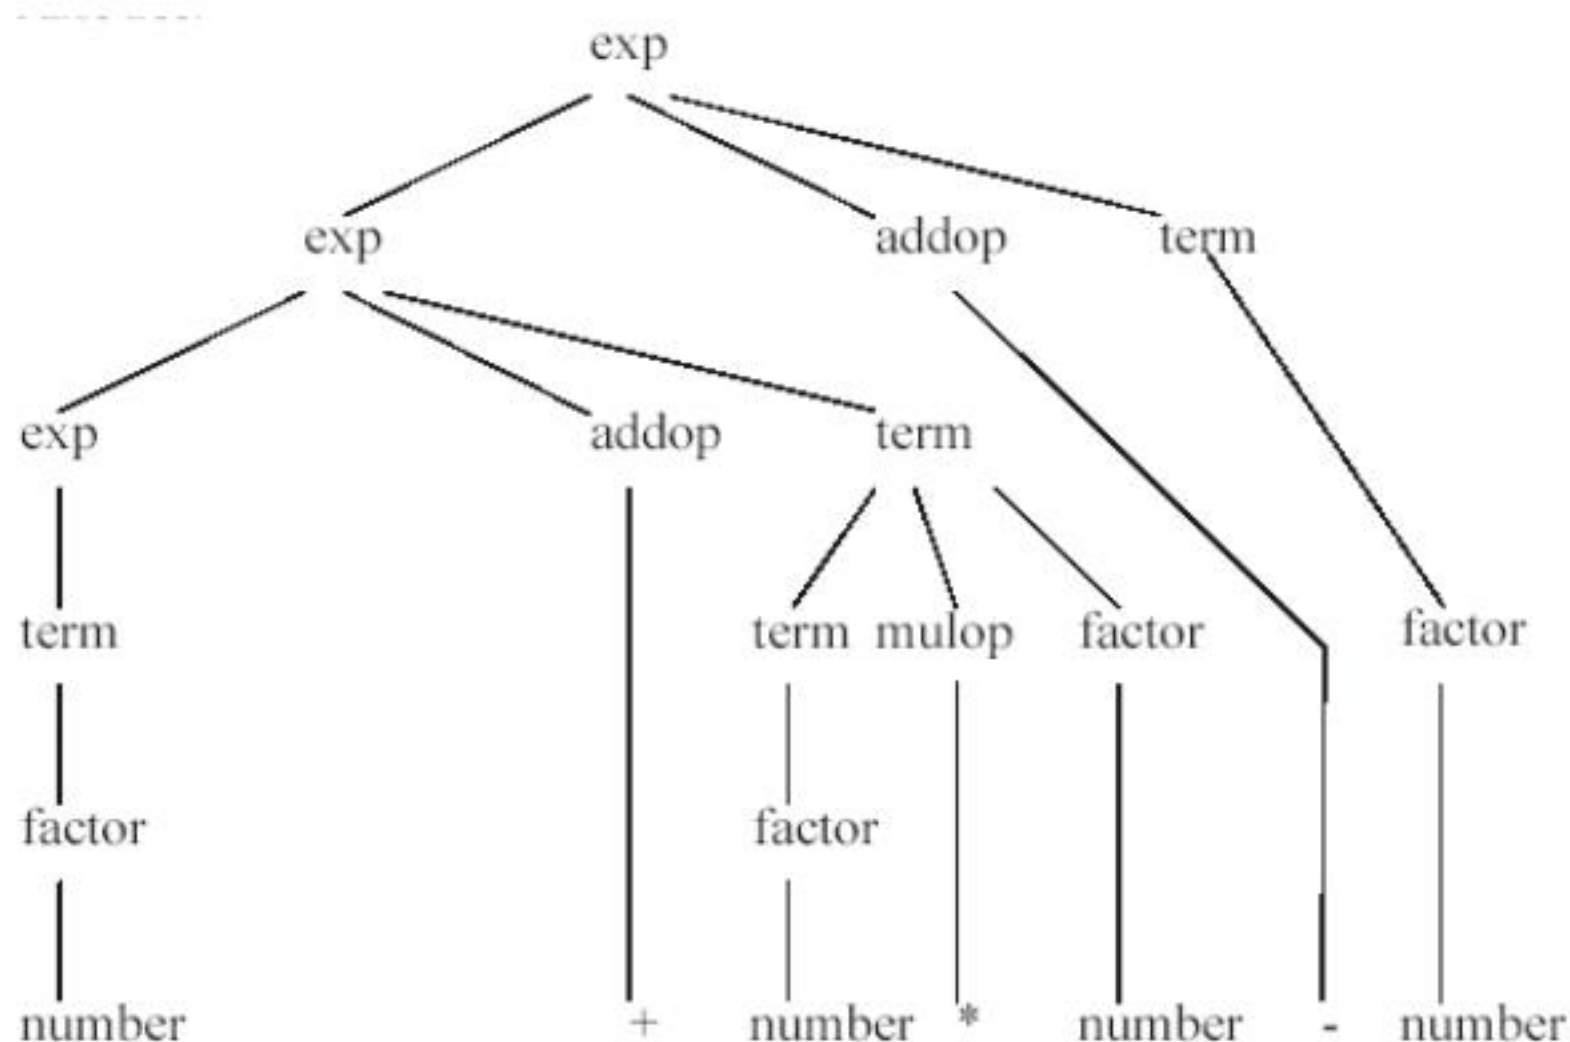 exp
exp addop term
exp addop term
term term mulop factor factor
factor factor
number + number * number - number